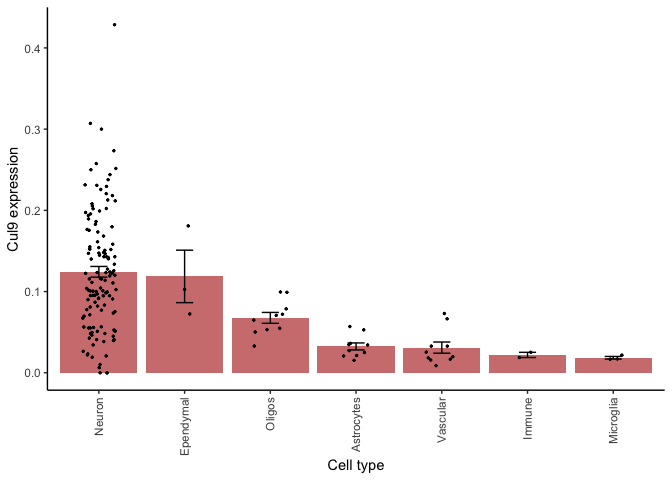 Cul9 expression
0.4
0.3
0.2
0.1
0.0
Neuron
Ependymal
Oligos
Astrocytes
Vascular
Immune
Microglia
Cell type